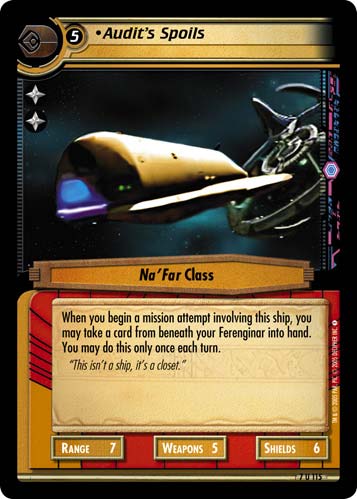 5 •Audit's Spoils
Na'Far Class
When you begin a mission attempt involving this ship, you
may take a card from beneath your Ferenginar into hand.
You may do this only once each turn.
"This isn't a ship, it's a closet."
Range 7 Weapons 5 Shields 6
7 U 115